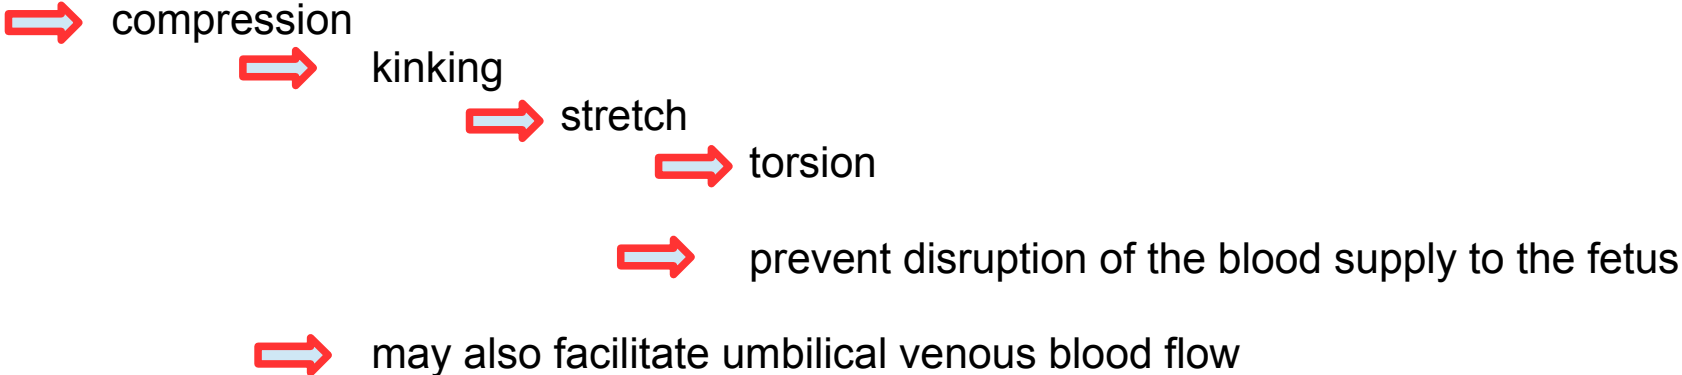 compression
kinking
stretch
torsion
prevent disruption of the blood supply to the fetus
may also facilitate umbilical venous blood flow